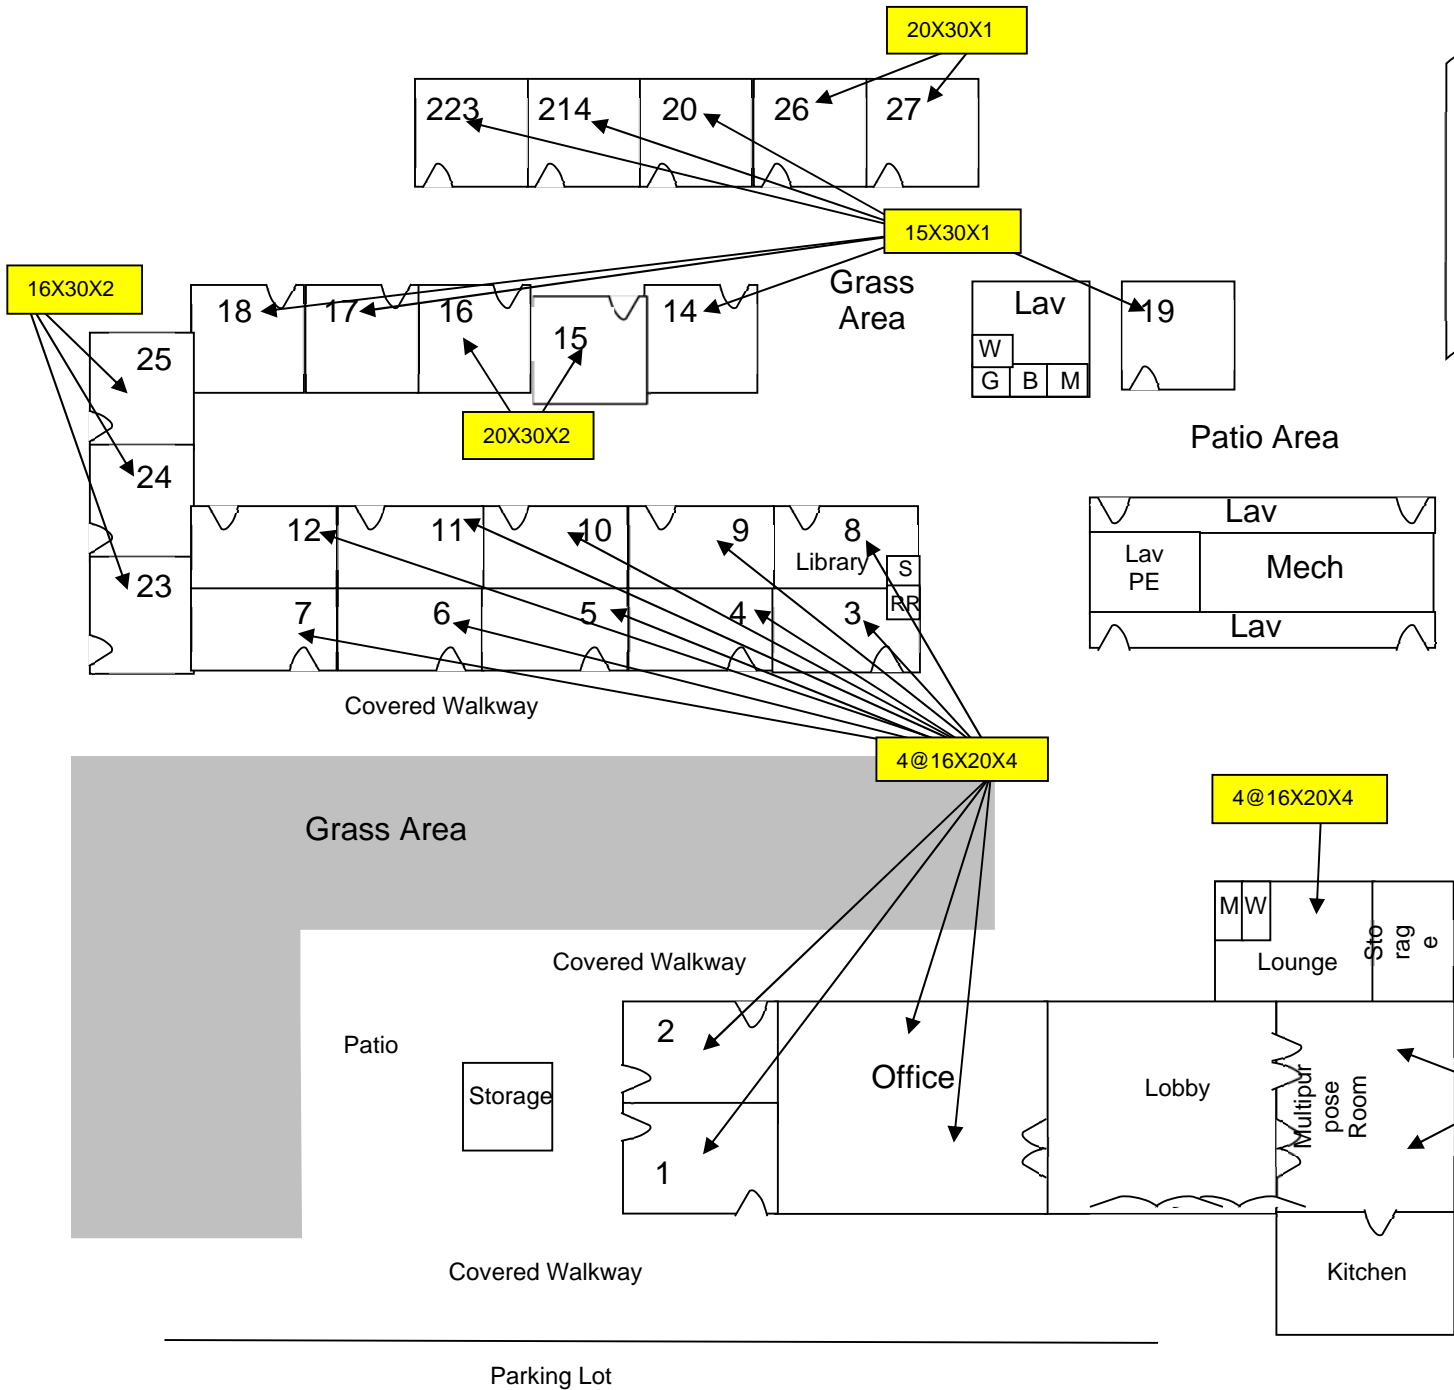 20X30X1
223 214 20 26 27
15X30X1
16X30X2
18 17 16 15 14
Grass
Area
Lav
W
G B M
19
25
20X30X2
Patio Area
24
12 11 10 9 8
Library
S
RR
Lav
Lav
PE
Mech
Lav
23
7 6 5 4 3
Covered Walkway
4@16X20X4
4@16X20X4
Grass Area
M W
Lounge
Sto
rag
e
Covered Walkway
2
Patio
Storage
Office
Lobby
Multipur
pose
Room
1
Covered Walkway
Kitchen
Parking Lot